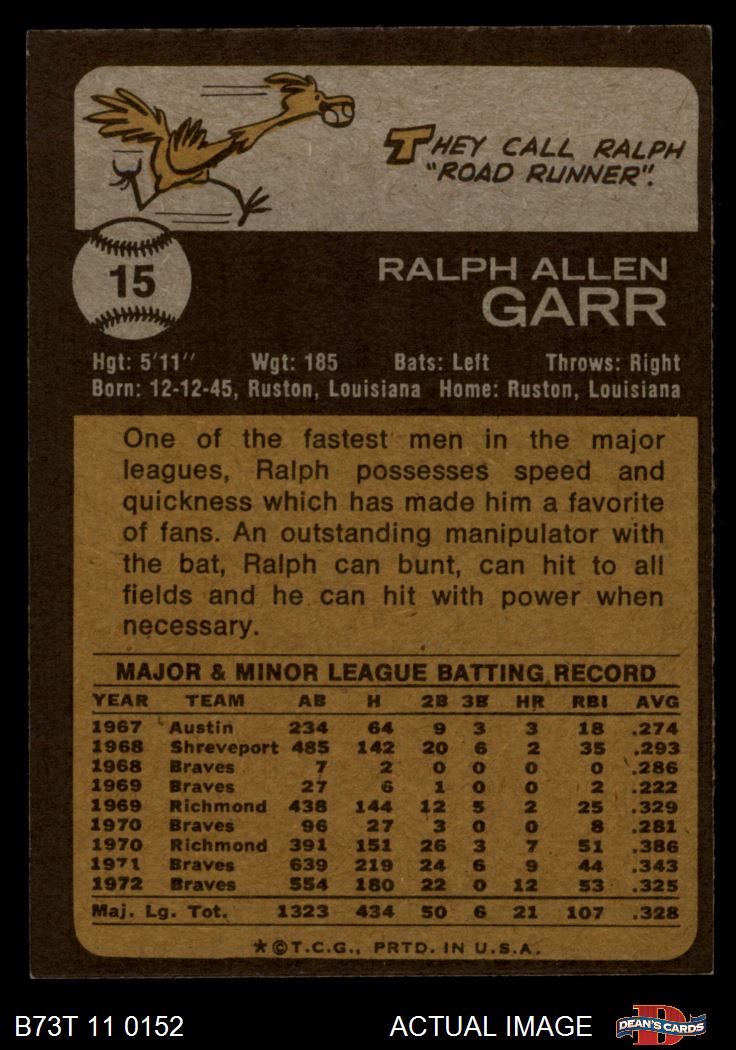 THEY CALL RALPH
"ROAD RUNNER".
15
RALPH ALLEN
GARR
Hgt: 5'11" Wgt: 185 Bats: Left Throws: Right
Born: 12-12-45, Ruston, Louisiana Home: Ruston, Louisiana
One of the fastest men in the major
leagues, Ralph possesses speed and
quickness which has made him a favorite
of fans. An outstanding manipulator with
the bat, Ralph can bunt, can hit to all
fields and he can hit with power when
necessary.
MAJOR & MINOR LEAGUE BATTING RECORD
YEAR TEAM AB H 2B 3B HR RBI AVG
1967 Austin 234 64 9 3 3 18 .274
1968 Shreveport 485 142 20 6 2 35 .293
1968 Braves 7 2 0 0 0 0 .286
1969 Braves 27 6 1 0 0 2 .222
1969 Richmond 438 144 12 5 2 25 .329
1970 Braves 96 27 3 0 0 8 .281
1970 Richmond 391 151 26 3 7 51 .386
1971 Braves 639 219 24 6 9 44 .343
1972 Braves 554 180 22 0 12 53 .325
Maj. Lg. Tot. 1323 434 50 6 21 107 .328
★©T.C.G., PRTD. IN U.S.A.
B73T 11 0152 ACTUAL IMAGE D DEAN'S CARDS